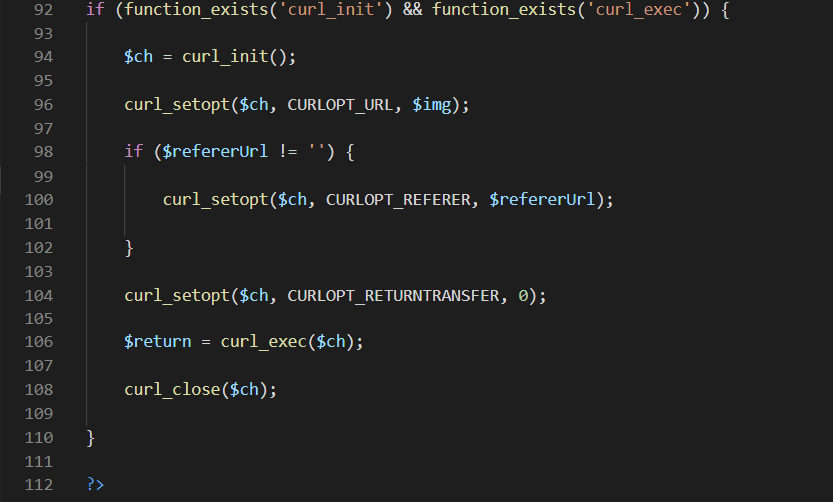 92 if (function_exists('curl_init') && function_exists('curl_exec')) {
93
94 $ch = curl_init();
95
96 curl_setopt($ch, CURLOPT_URL, $img);
97
98 if ($refererUrl != '') {
99
100 curl_setopt($ch, CURLOPT_REFERER, $refererUrl);
101
102 }
103
104 curl_setopt($ch, CURLOPT_RETURNTRANSFER, 0);
105
106 $return = curl_exec($ch);
107
108 curl_close($ch);
109
110 }
111
112 ?>